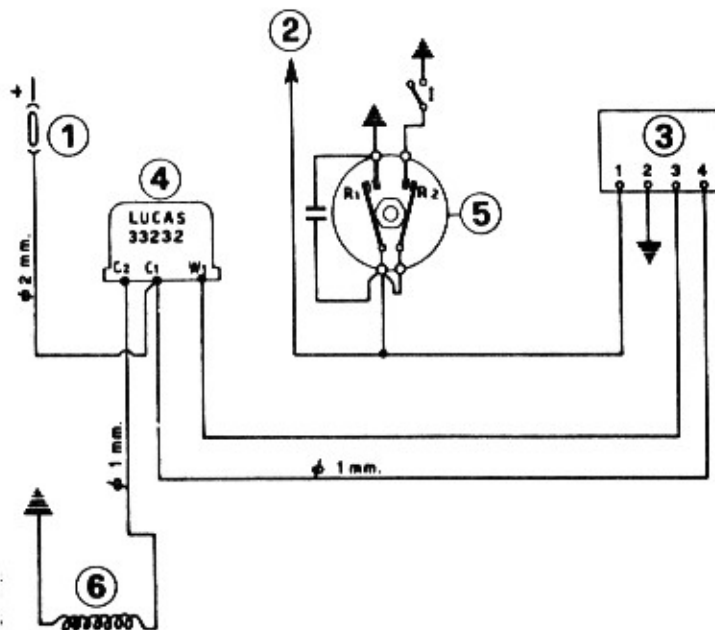 2
+
1
3
1 2 3 4
4
I
R1 R2
5
LUCAS
33232
C2 C1 W1
ϕ 2 mm.
ϕ 1 mm.
ϕ 1 mm.
6